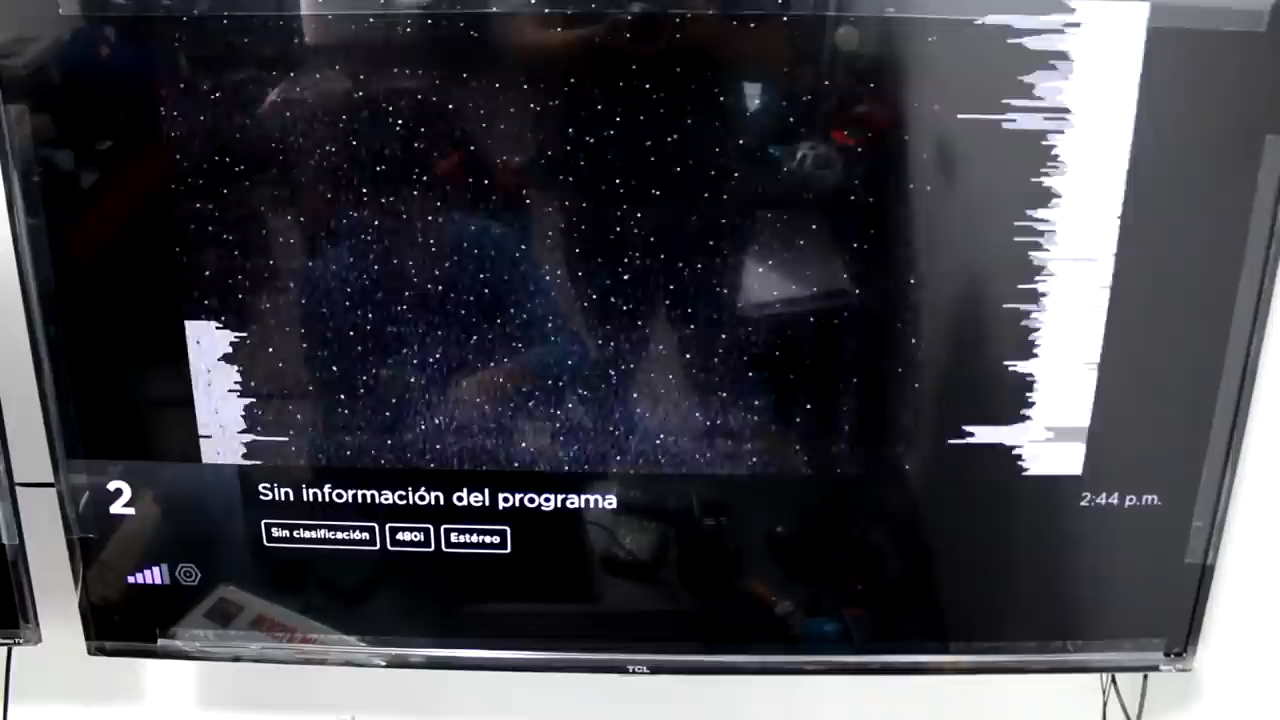 2
Sin información del programa
2:44 p.m.
Sin clasificación
480i
Estéreo
TCL